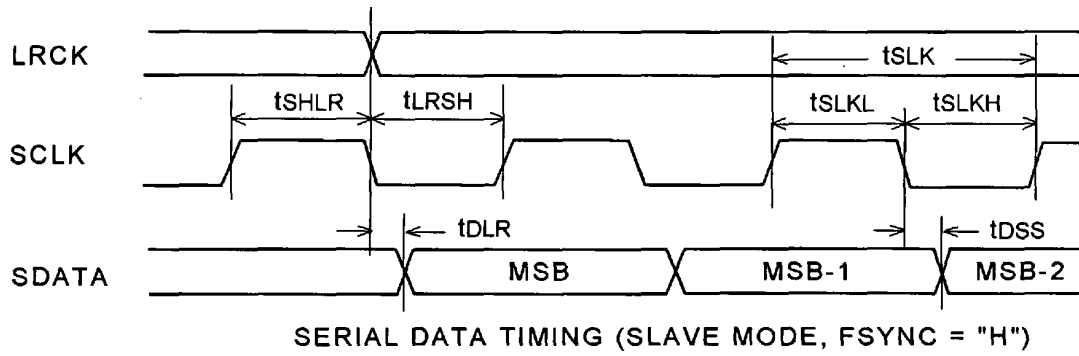 LRCK
tSLK
tSHLR tLRSH tSLKL tSLKH
SCLK
tDLR tDSS
SDATA MSB MSB-1 MSB-2
SERIAL DATA TIMING (SLAVE MODE, FSYNC = "H")